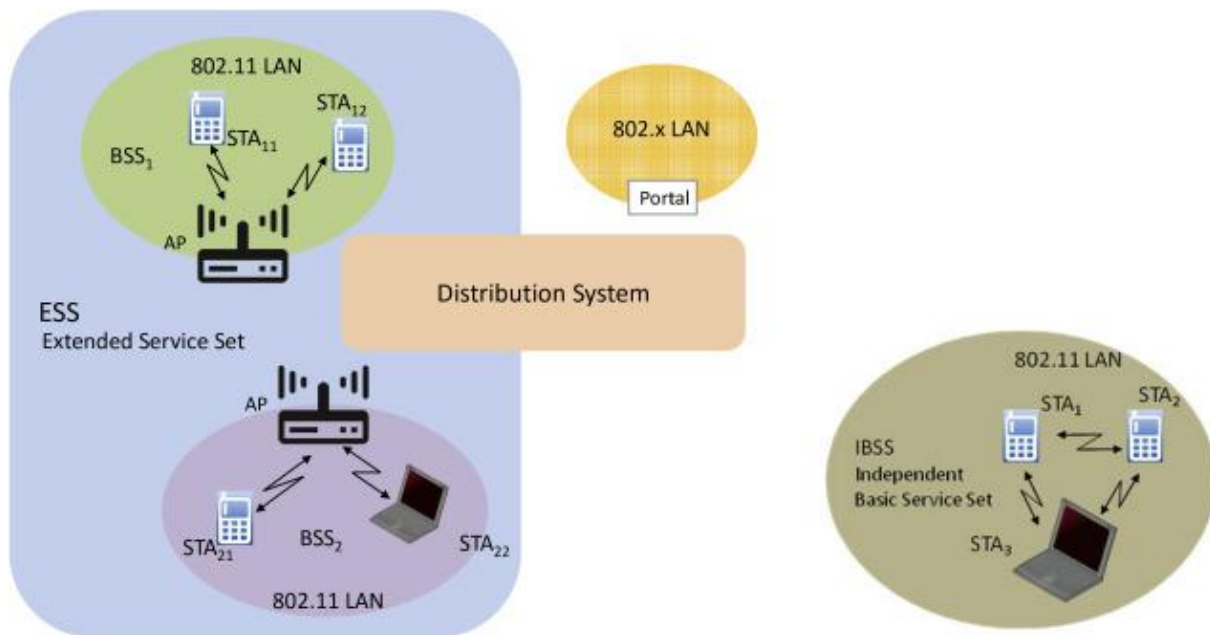 802.11 LAN
STA12
STA11
BSS1
AP
802.x LAN
Portal
Distribution System
ESS
Extended Service Set
AP
STA21
BSS2
STA22
802.11 LAN
802.11 LAN
STA1
STA2
IBSS
Independent
Basic Service Set
STA3